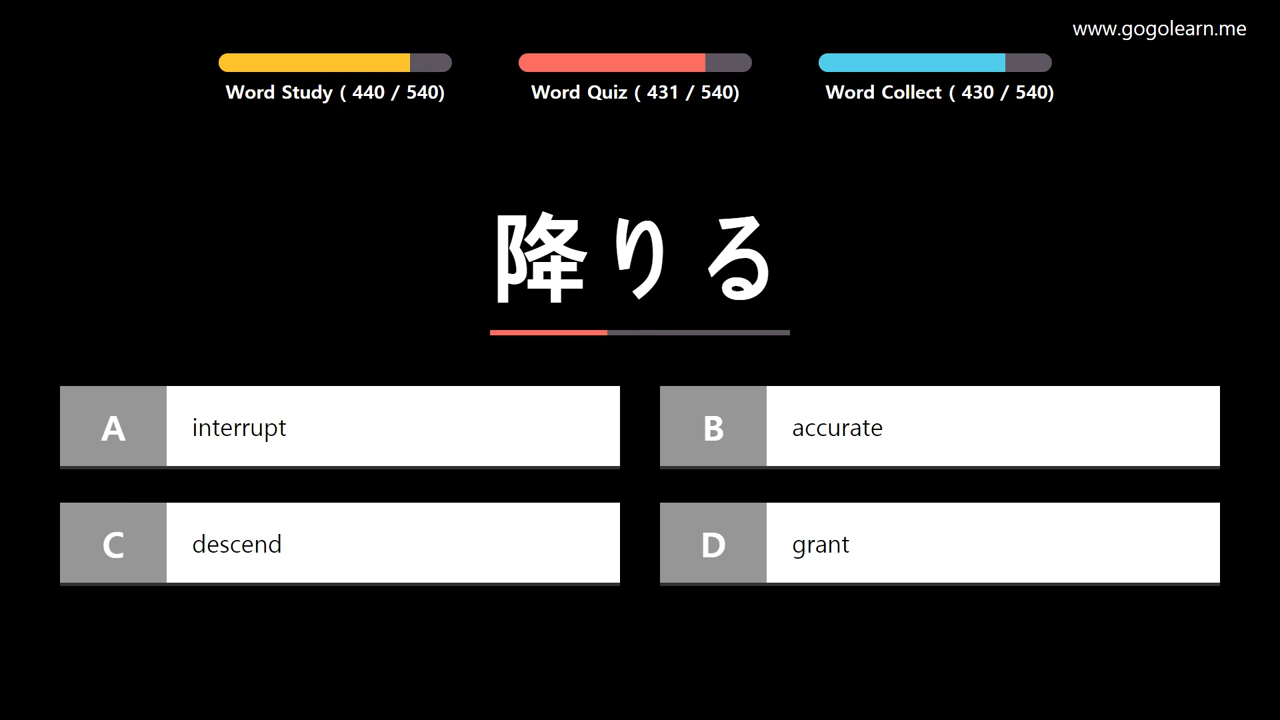 www.gogolearn.me
Word Study ( 440 / 540)
Word Quiz ( 431 / 540)
Word Collect ( 430 / 540)
降りる
A interrupt
B accurate
C descend
D grant